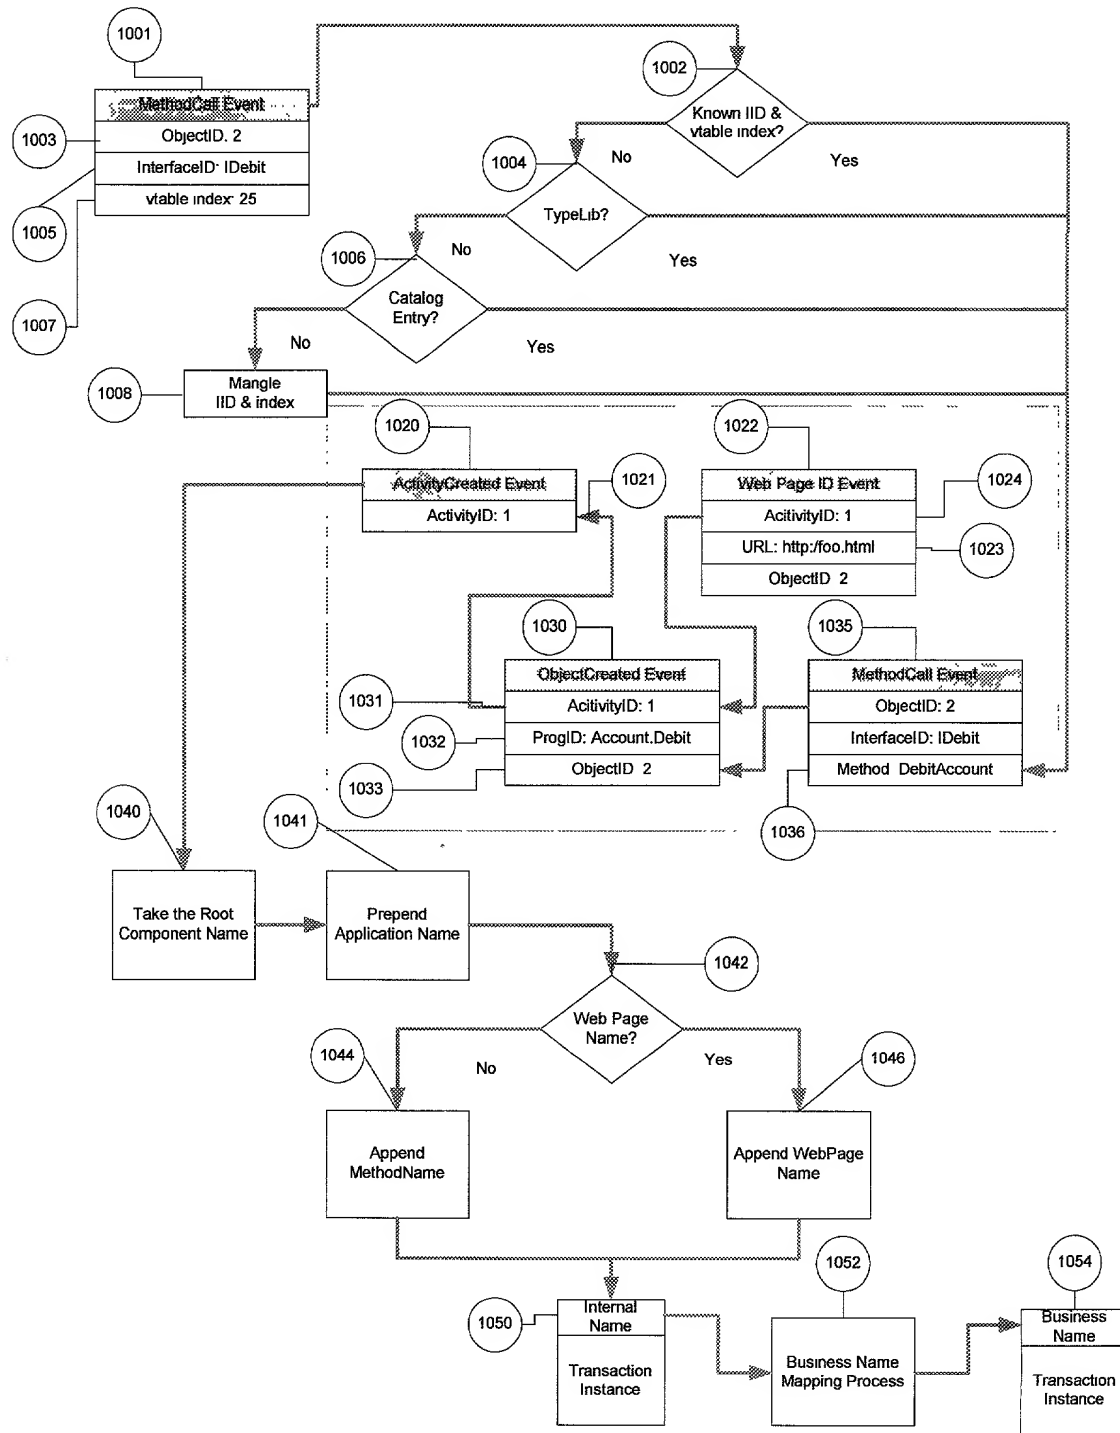 1001
1002
MethodCall Event
Known IID &
vtable index?
1003
ObjectID. 2
1004
No
Yes
InterfaceID: IDebit
vtable index: 25
TypeLib?
1005
1006
No
Yes
Catalog
Entry?
1007
No
Yes
1008
Mangle
IID & index
1020
1022
1021
1024
ActivityCreated Event
Web Page ID Event
ActivityID: 1
AcitivityID: 1
URL: http:/foo.html
1023
ObjectID 2
1030
1035
ObjectCreated Event
MethodCall Event
1031
AcitivityID: 1
ObjectID: 2
1032
ProgID: Account.Debit
InterfaceID: IDebit
1033
ObjectID 2
Method DebitAccount
1040
1041
1036
Take the Root
Component Name
Prepend
Application Name
1042
Web Page
Name?
1044
No
Yes
1046
Append
MethodName
Append WebPage
Name
1052
1054
1050
Internal
Name
Business
Name
Transaction
Instance
Business Name
Mapping Process
Transaction
Instance